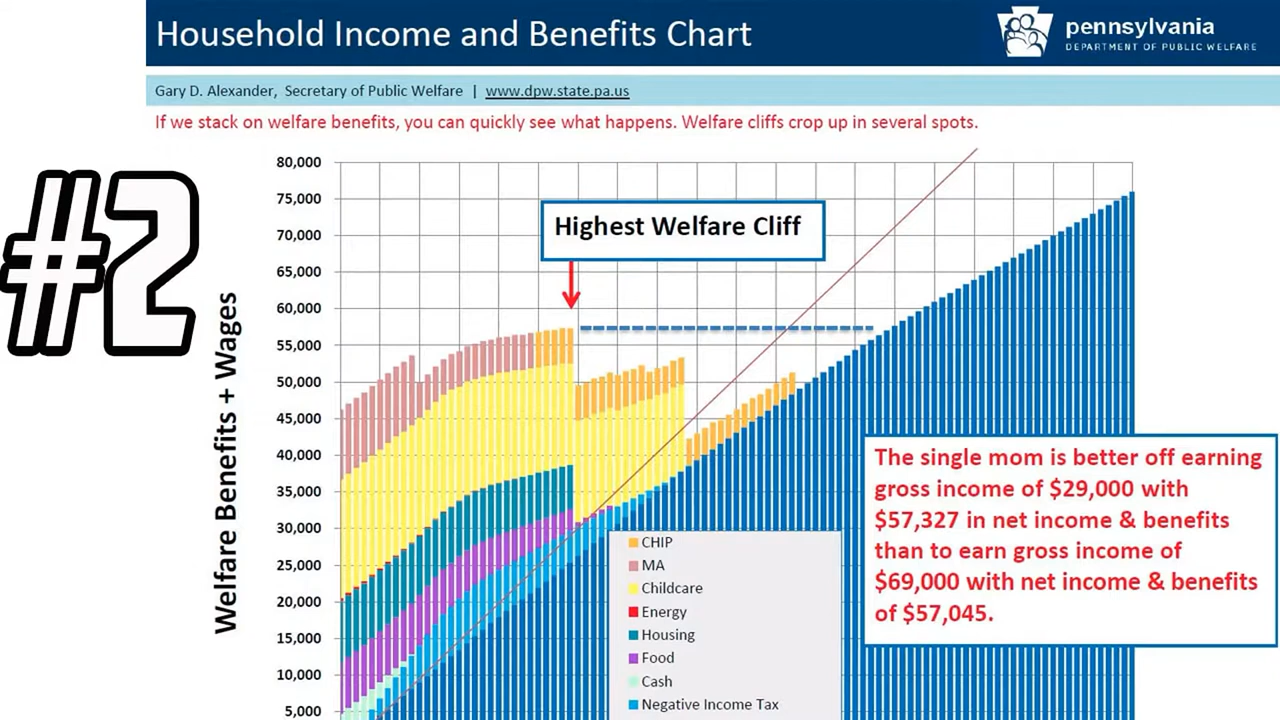 Household Income and Benefits Chart
pennsylvania
DEPARTMENT OF PUBLIC WELFARE
Gary D. Alexander, Secretary of Public Welfare | www.dpw.state.pa.us
If we stack on welfare benefits, you can quickly see what happens. Welfare cliffs crop up in several spots.
#2
Welfare Benefits + Wages
80,000
75,000
70,000
65,000
60,000
55,000
50,000
45,000
40,000
35,000
30,000
25,000
20,000
15,000
10,000
5,000
Highest Welfare Cliff
The single mom is better off earning
gross income of $29,000 with
$57,327 in net income & benefits
than to earn gross income of
$69,000 with net income & benefits
of $57,045.
CHIP
MA
Childcare
Energy
Housing
Food
Cash
Negative Income Tax